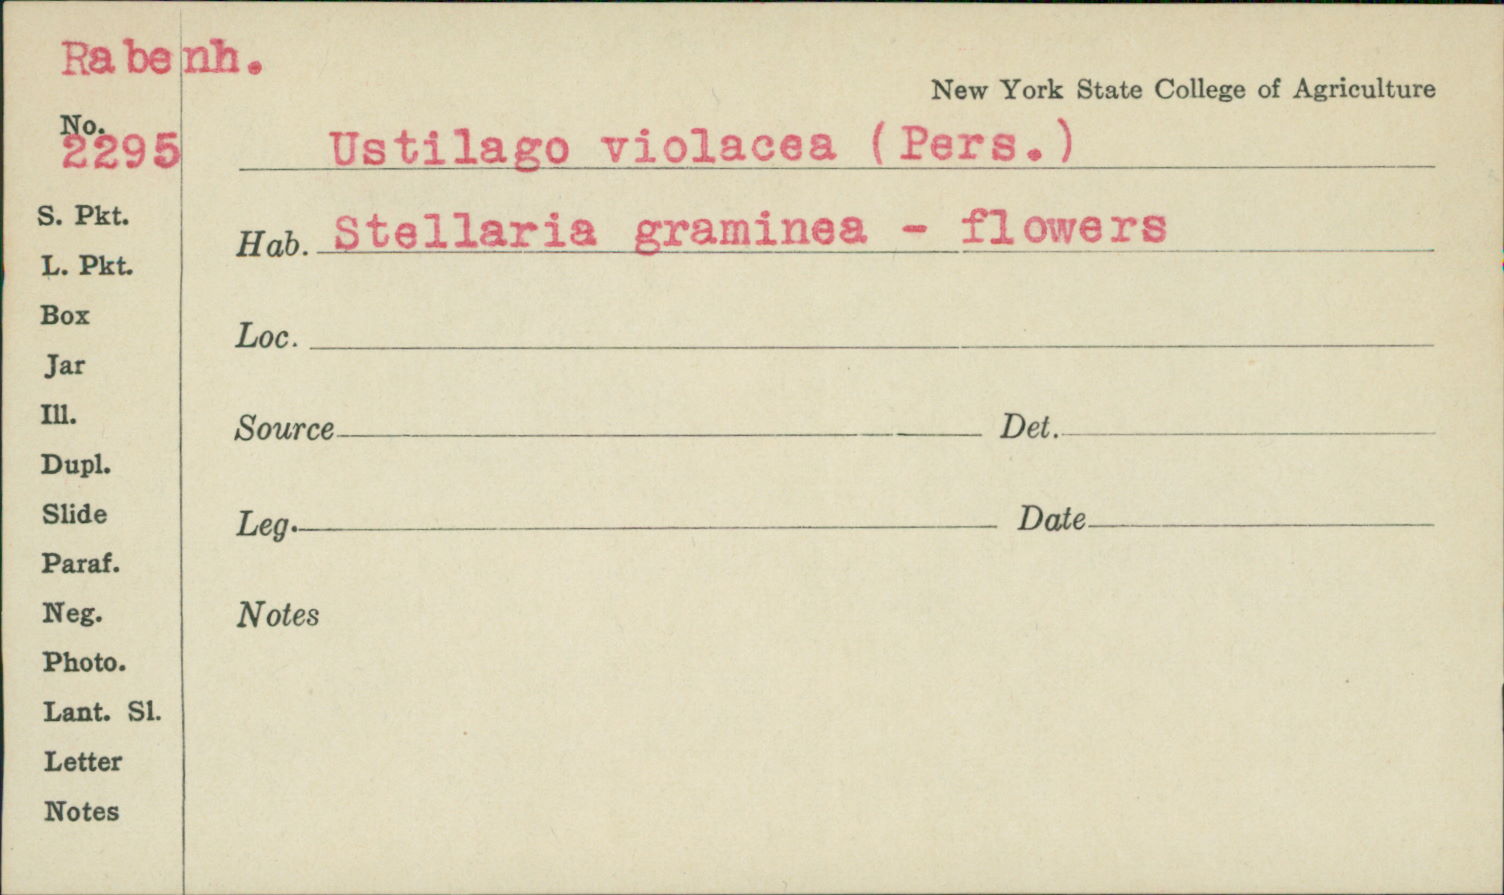 Rabenh.
New York State College of Agriculture
No.
2295
Ustilago violacea (Pers.)
S. Pkt.
Hab. Stellaria graminea - flowers
L. Pkt.
Box
Loc.
Jar
Ill.
Source Det.
Dupl.
Slide
Leg. Date
Paraf.
Neg.
Notes
Photo.
Lant. Sl.
Letter
Notes